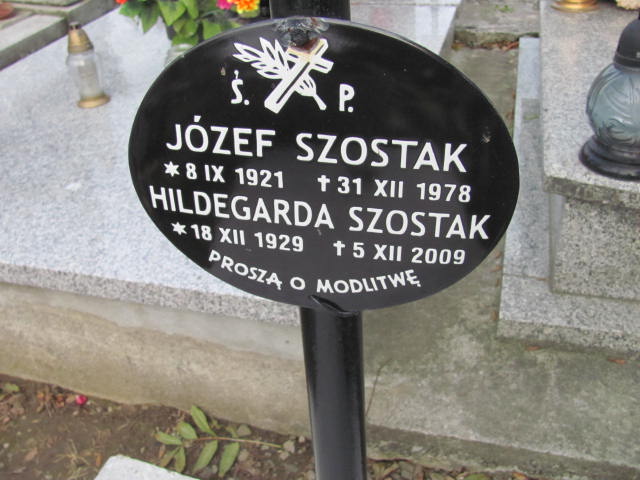 Ś. P.
JÓZEF SZOSTAK
* 8 IX 1921 † 31 XII 1978
HILDEGARDA SZOSTAK
* 18 XII 1929 † 5 XII 2009
PROSZĄ O MODLITWĘ